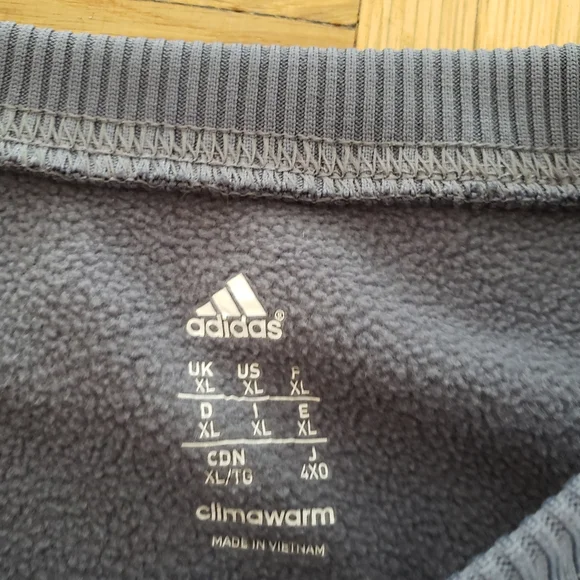 adidas®
UK US F
XL XL XL
D I E
XL XL XL
CDN J
XL/TG 4XO
climawarm
MADE IN VIETNAM